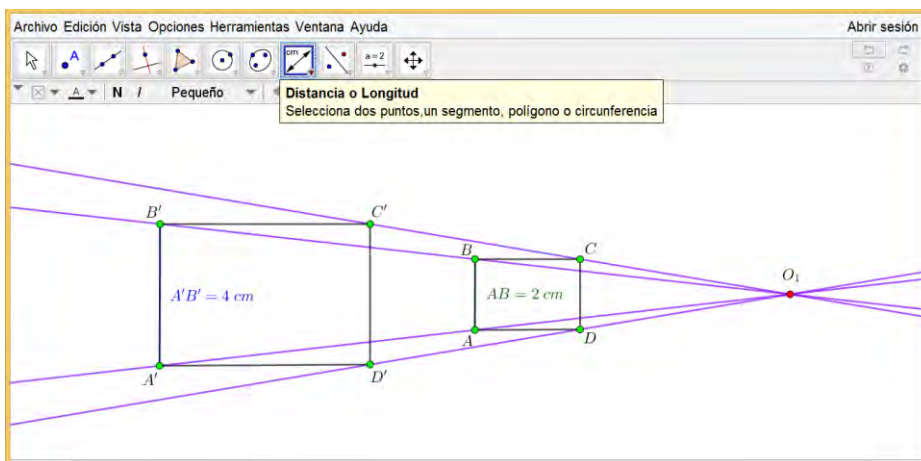 Archivo Edición Vista Opciones Herramientas Ventana Ayuda Abrir sesión
A
cm
a=2
A N I Pequeño
Distancia o Longitud
Selecciona dos puntos,un segmento, polígono o circunferencia
B′ C′
B C
O₁
A′B′ = 4 cm AB = 2 cm
A D
A′ D′